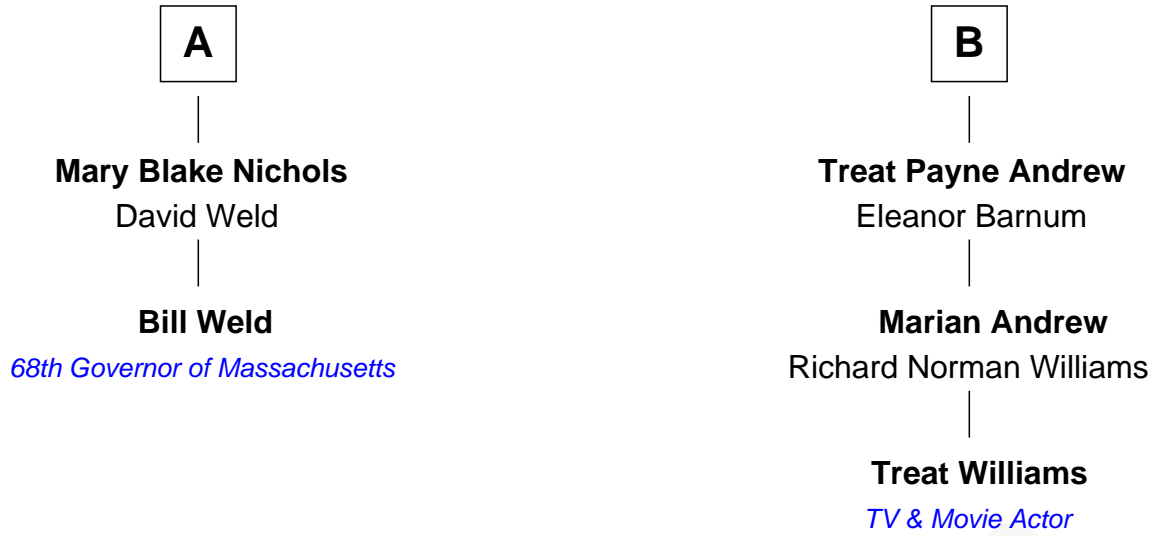 A
Mary Blake Nichols
David Weld
Bill Weld
68th Governor of Massachusetts
B
Treat Payne Andrew
Eleanor Barnum
Marian Andrew
Richard Norman Williams
Treat Williams
TV & Movie Actor